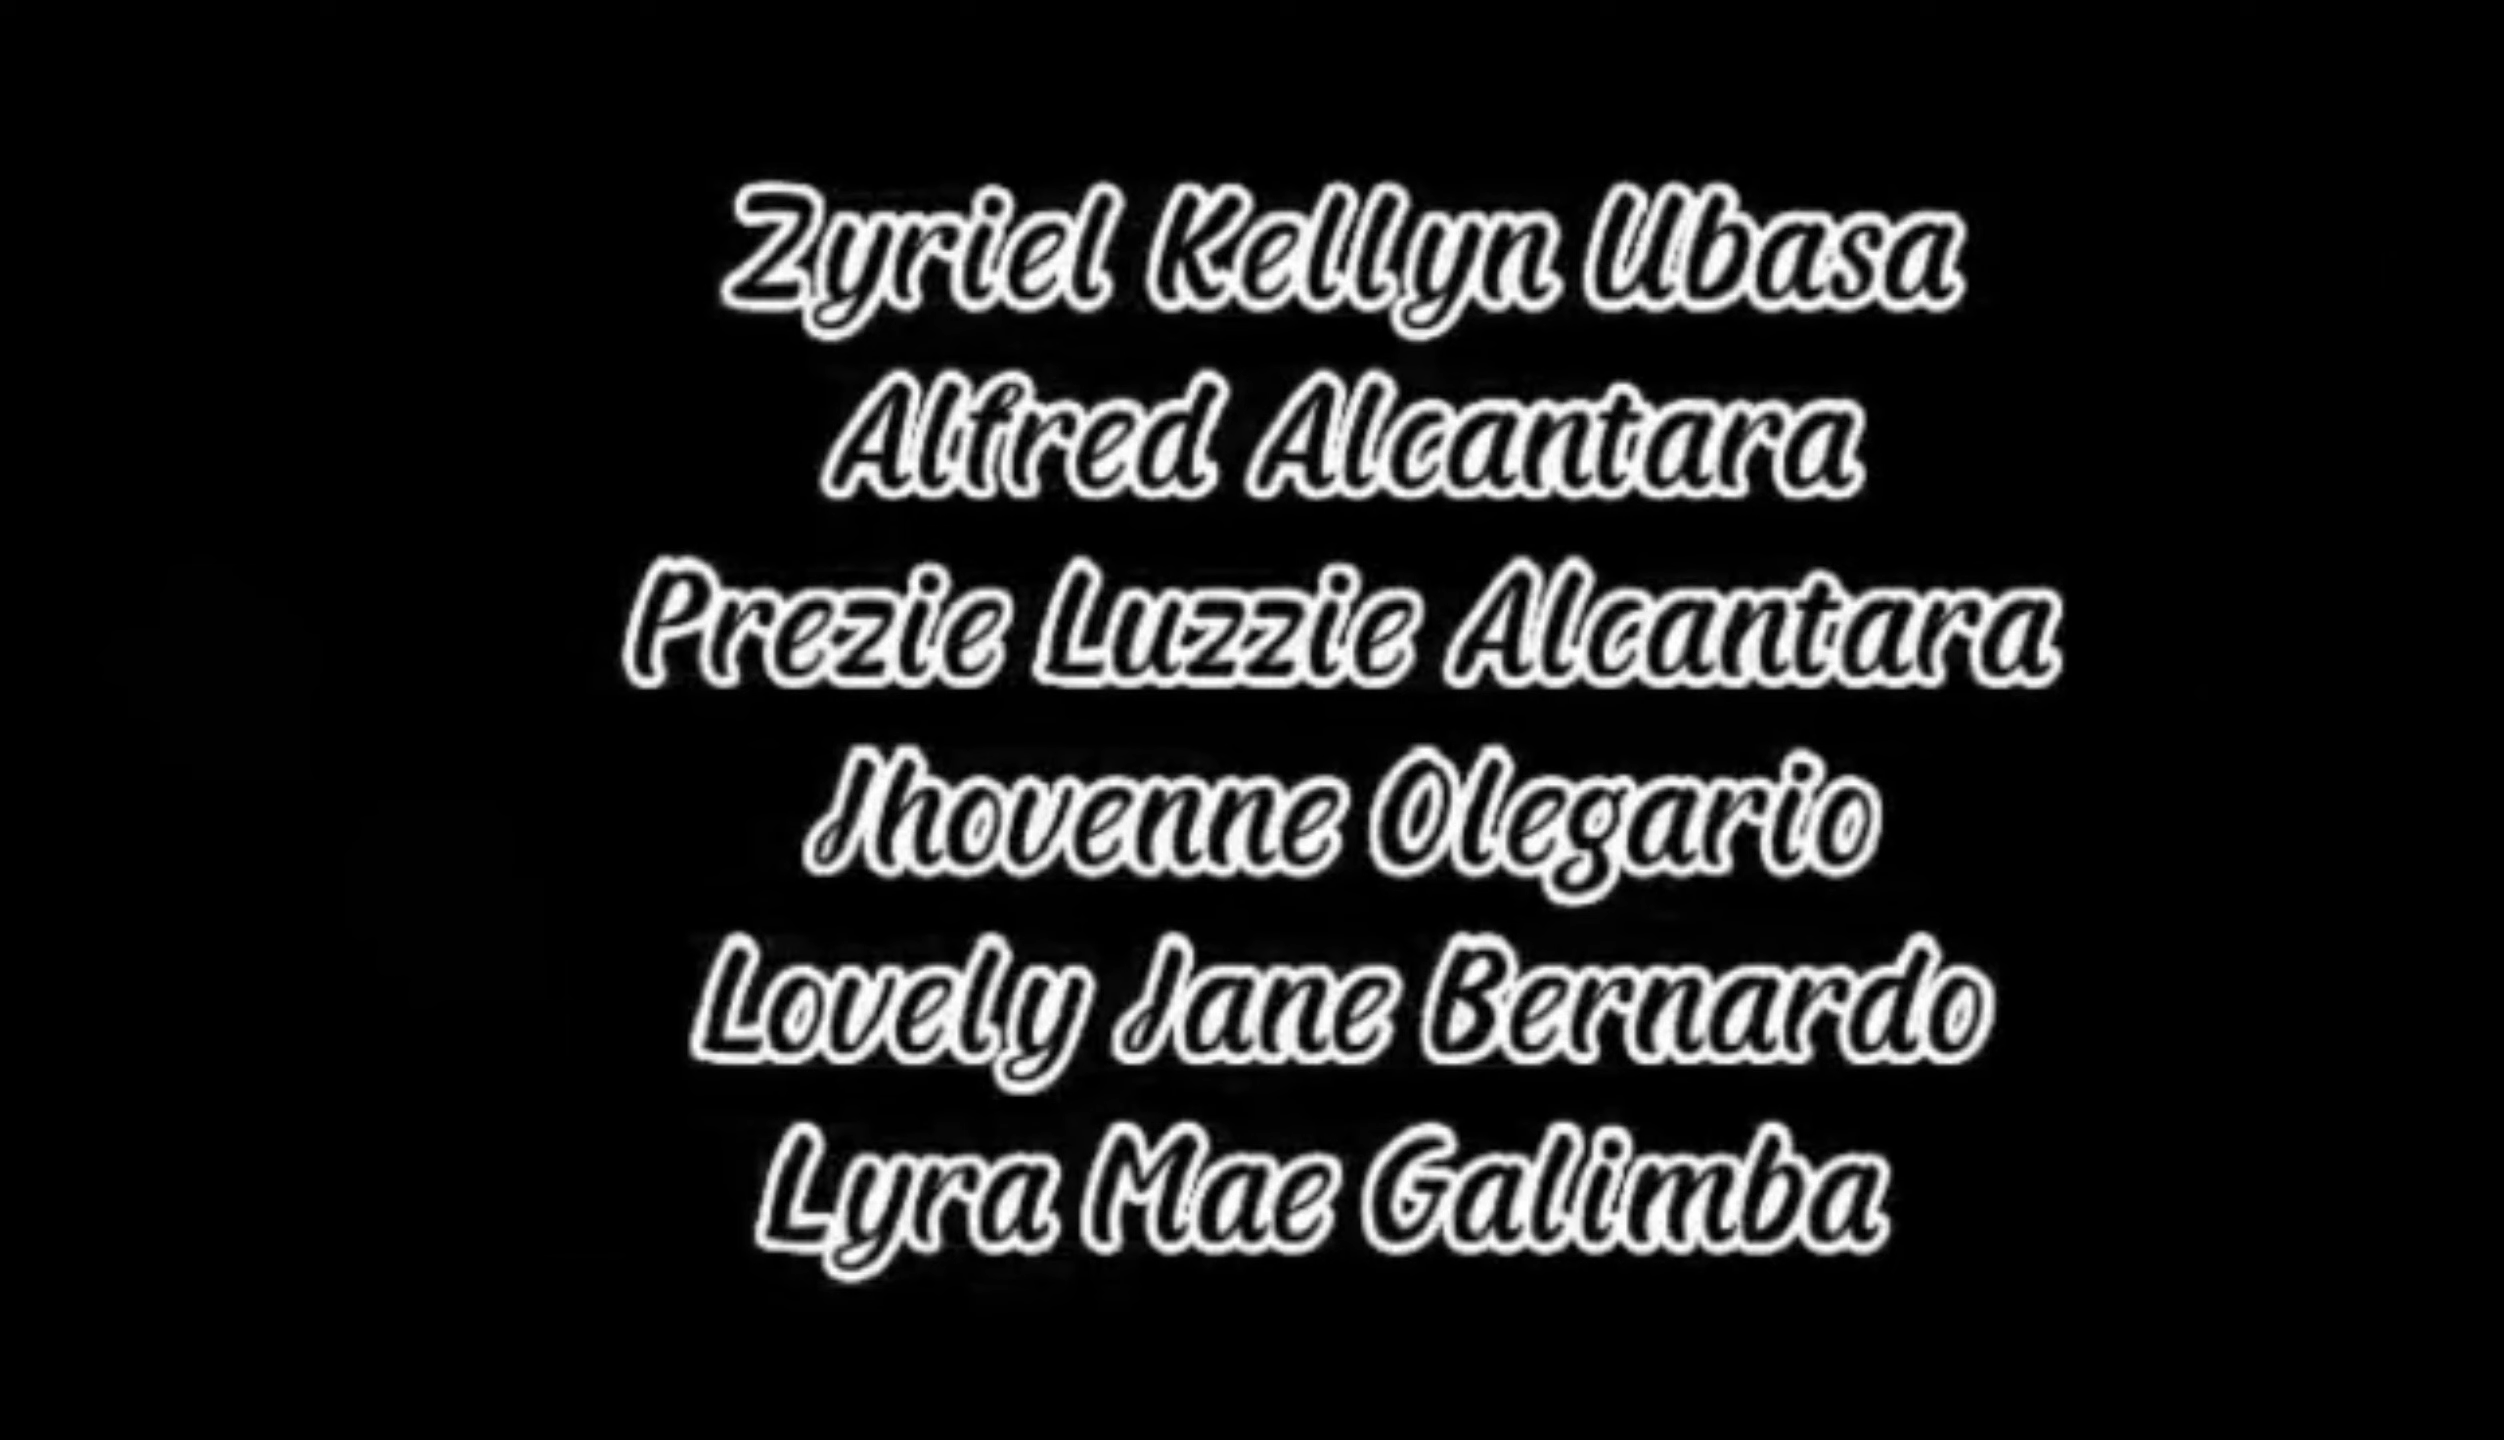 Zyriel Kellyn Ubasa
Alfred Alcantara
Prezie Luzzie Alcantara
Jhovenne Olegario
Lovely Jane Bernardo
Lyra Mae Galimba